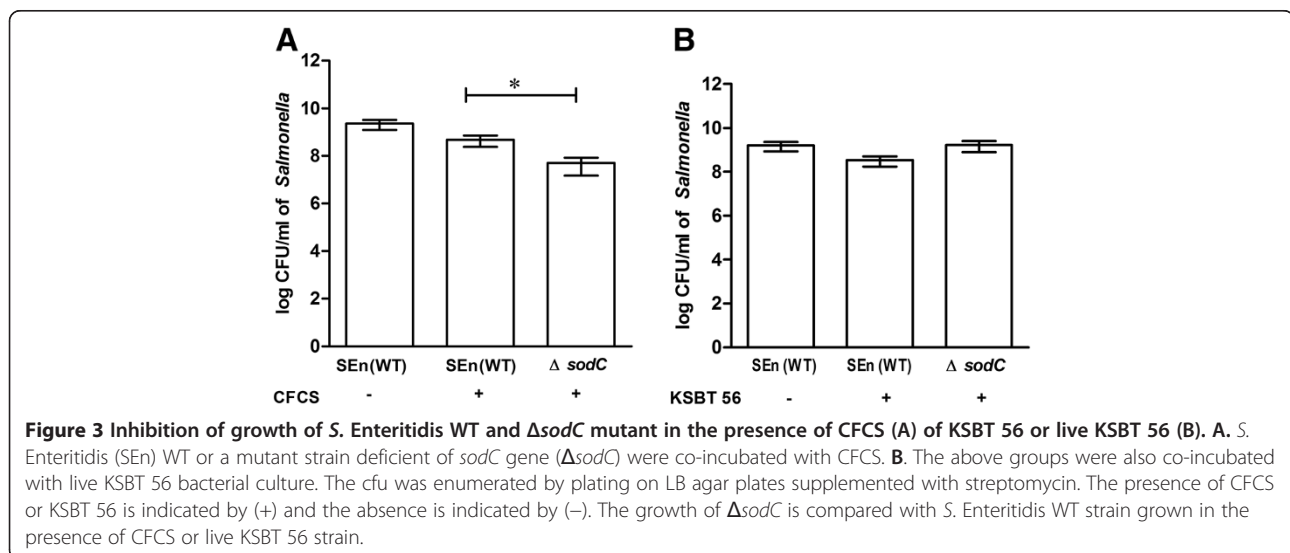 A
B
*
12
10
8
6
4
2
0
log CFU/ml of Salmonella
SEn(WT) SEn(WT) Δ sodC
CFCS - + +
12
10
8
6
4
2
0
log CFU/ml of Salmonella
SEn (WT) SEn (WT) Δ sodC
KSBT 56 - + +
Figure 3 Inhibition of growth of S. Enteritidis WT and ΔsodC mutant in the presence of CFCS (A) of KSBT 56 or live KSBT 56 (B). A. S.
Enteritidis (SEn) WT or a mutant strain deficient of sodC gene (ΔsodC) were co-incubated with CFCS. B. The above groups were also co-incubated
with live KSBT 56 bacterial culture. The cfu was enumerated by plating on LB agar plates supplemented with streptomycin. The presence of CFCS
or KSBT 56 is indicated by (+) and the absence is indicated by (−). The growth of ΔsodC is compared with S. Enteritidis WT strain grown in the
presence of CFCS or live KSBT 56 strain.